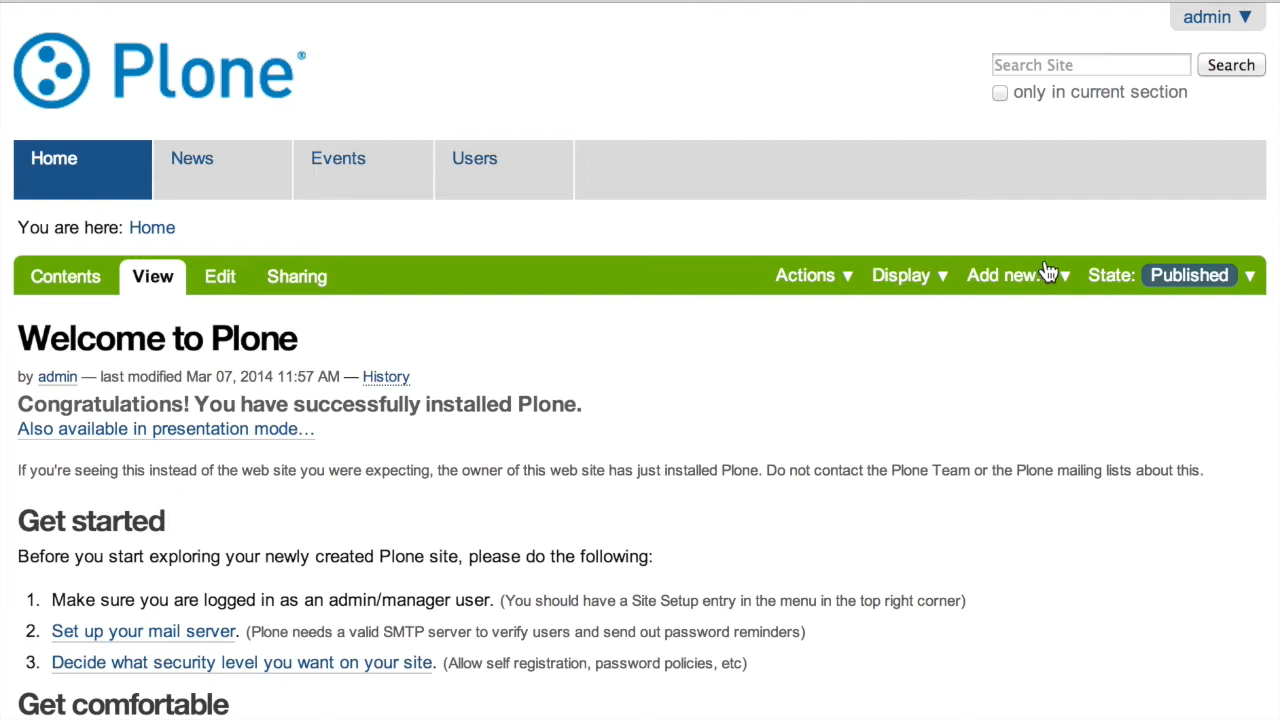 admin ▼
Plone®
Search Site
Search
only in current section
Home
News
Events
Users
You are here: Home
Contents
View
Edit
Sharing
Actions ▼
Display ▼
Add new. ▼
State: Published ▼
Welcome to Plone
by admin — last modified Mar 07, 2014 11:57 AM — History
Congratulations! You have successfully installed Plone.
Also available in presentation mode…
If you're seeing this instead of the web site you were expecting, the owner of this web site has just installed Plone. Do not contact the Plone Team or the Plone mailing lists about this.
Get started
Before you start exploring your newly created Plone site, please do the following:
1. Make sure you are logged in as an admin/manager user. (You should have a Site Setup entry in the menu in the top right corner)
2. Set up your mail server. (Plone needs a valid SMTP server to verify users and send out password reminders)
3. Decide what security level you want on your site. (Allow self registration, password policies, etc)
Get comfortable